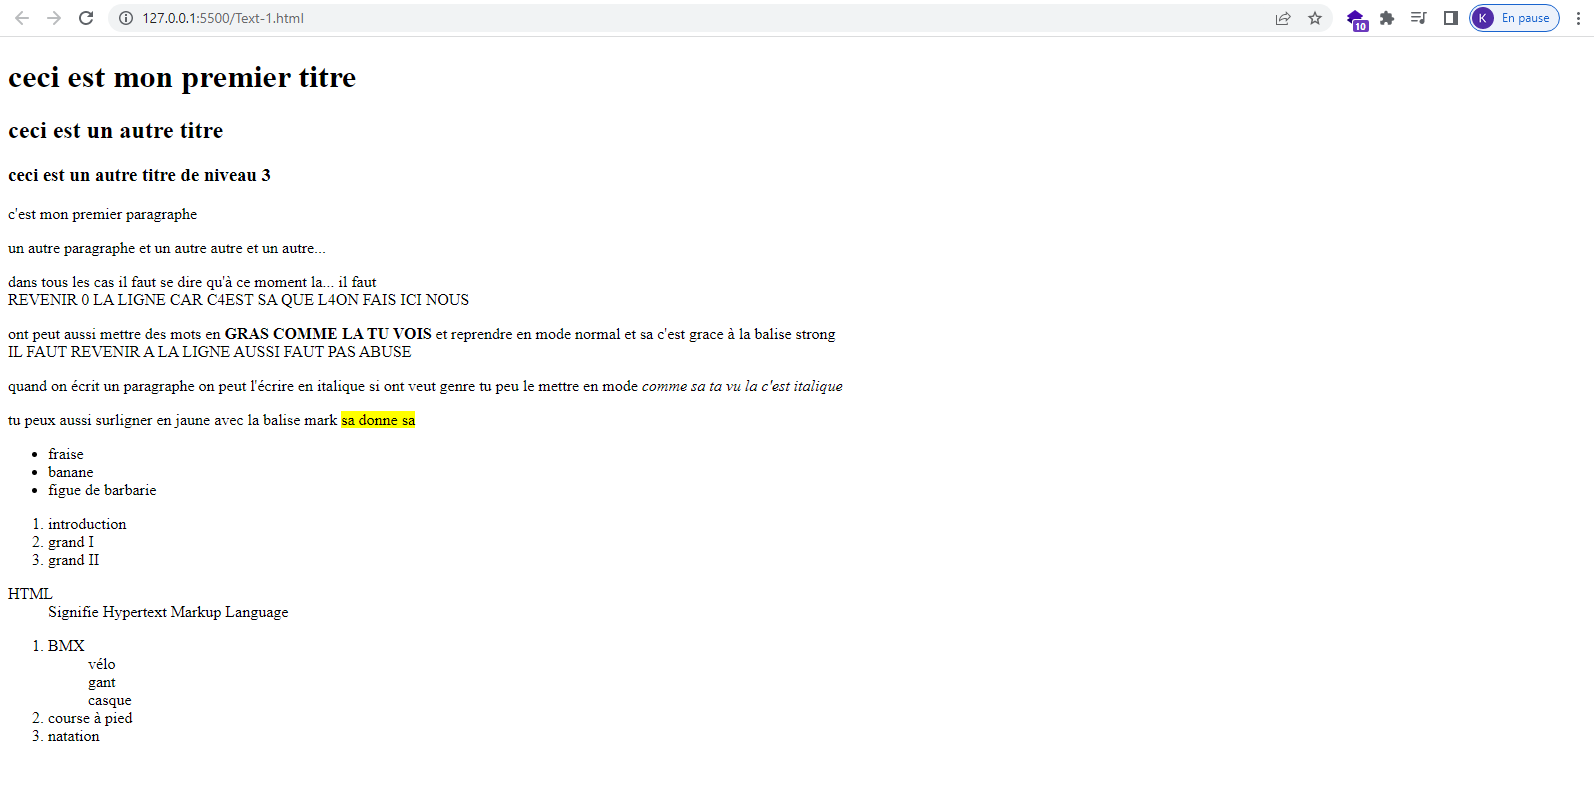 127.0.0.1:5500/Text-1.html
10
K
En pause
ceci est mon premier titre
ceci est un autre titre
ceci est un autre titre de niveau 3
c'est mon premier paragraphe
un autre paragraphe et un autre autre et un autre...
dans tous les cas il faut se dire qu'à ce moment la... il faut
REVENIR 0 LA LIGNE CAR C4EST SA QUE L4ON FAIS ICI NOUS
ont peut aussi mettre des mots en GRAS COMME LA TU VOIS et reprendre en mode normal et sa c'est grace à la balise strong
IL FAUT REVENIR A LA LIGNE AUSSI FAUT PAS ABUSE
quand on écrit un paragraphe on peut l'écrire en italique si ont veut genre tu peu le mettre en mode comme sa ta vu la c'est italique
tu peux aussi surligner en jaune avec la balise mark sa donne sa
• fraise
• banane
• figue de barbarie
1. introduction
2. grand I
3. grand II
HTML
Signifie Hypertext Markup Language
1. BMX
vélo
gant
casque
2. course à pied
3. natation